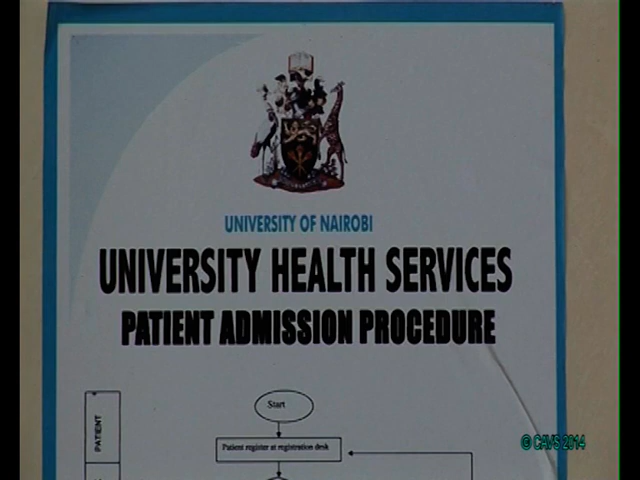 UNIVERSITY OF NAIROBI
UNIVERSITY HEALTH SERVICES
PATIENT ADMISSION PROCEDURE
Start
PATIENT
Patient register at registration desk
© CAVS 2014